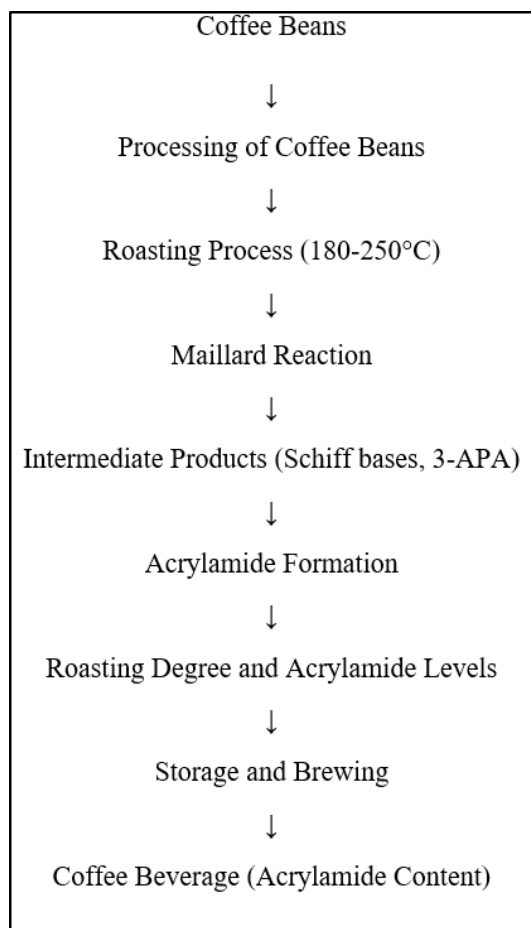 Coffee Beans
↓
Processing of Coffee Beans
↓
Roasting Process (180-250°C)
↓
Maillard Reaction
↓
Intermediate Products (Schiff bases, 3-APA)
↓
Acrylamide Formation
↓
Roasting Degree and Acrylamide Levels
↓
Storage and Brewing
↓
Coffee Beverage (Acrylamide Content)